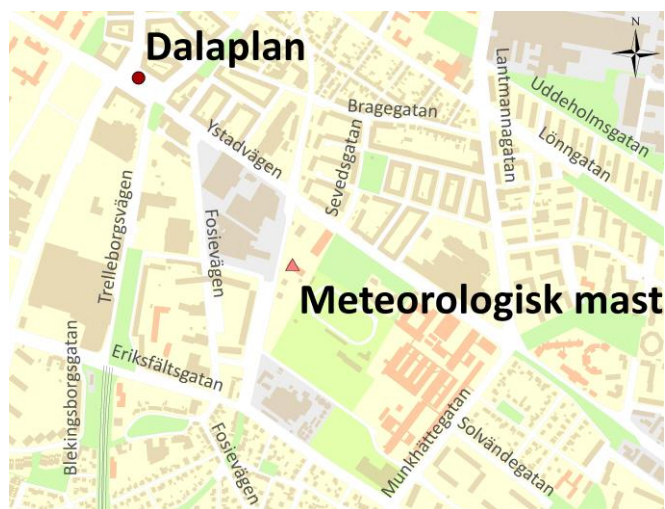 Dalaplan
N
Bragegatan
Lantmannagatan
Uddeholmsgatan
Lönngatan
Ystadvägen
Sevedsgatan
Trelleborgsvägen
Fosievägen
Meteorologisk mast
Eriksfältsgatan
Blekingsborgsgatan
Fosievägen
Munkhättegatan
Solvändegatan